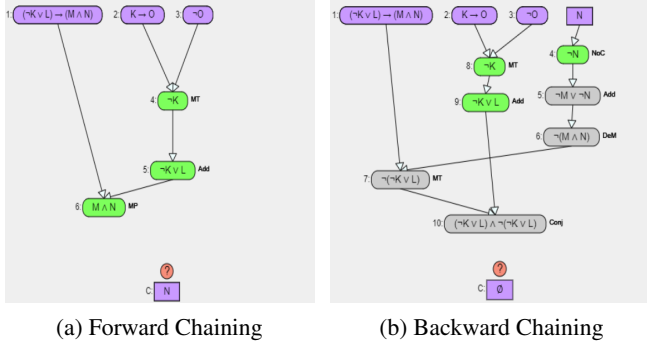 1: (¬K ∨ L) → (M ∧ N) 2: K → O 3: ¬O
4: ¬K MT
5: ¬K ∨ L Add
6: M ∧ N MP
?
C: N
(a) Forward Chaining
1: (¬K ∨ L) → (M ∧ N) 2: K → O 3: ¬O N
4: ¬N NoC
8: ¬K MT
5: ¬M ∨ ¬N Add
9: ¬K ∨ L Add
6: ¬(M ∧ N) DeM
7: ¬(¬K ∨ L) MT
10: (¬K ∨ L) ∧ ¬(¬K ∨ L) Conj
?
C: Ø
(b) Backward Chaining